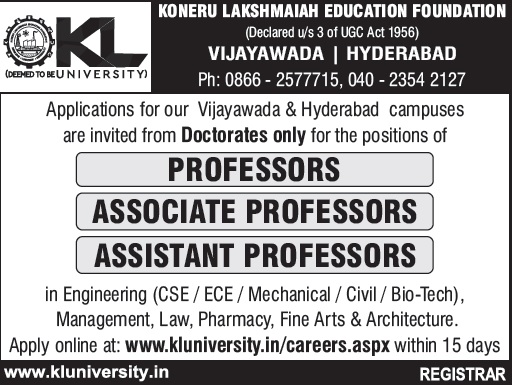 KONERU LAKSHMAIAH EDUCATION FOUNDATION
(Declared u/s 3 of UGC Act 1956)
VIJAYAWADA | HYDERABAD
Ph: 0866 - 2577715, 040 - 2354 2127
KL
(DEEMED TO BE UNIVERSITY)
Applications for our Vijayawada & Hyderabad campuses
are invited from Doctorates only for the positions of
PROFESSORS
ASSOCIATE PROFESSORS
ASSISTANT PROFESSORS
in Engineering (CSE / ECE / Mechanical / Civil / Bio-Tech),
Management, Law, Pharmacy, Fine Arts & Architecture.
Apply online at: www.kluniversity.in/careers.aspx within 15 days
www.kluniversity.in
REGISTRAR